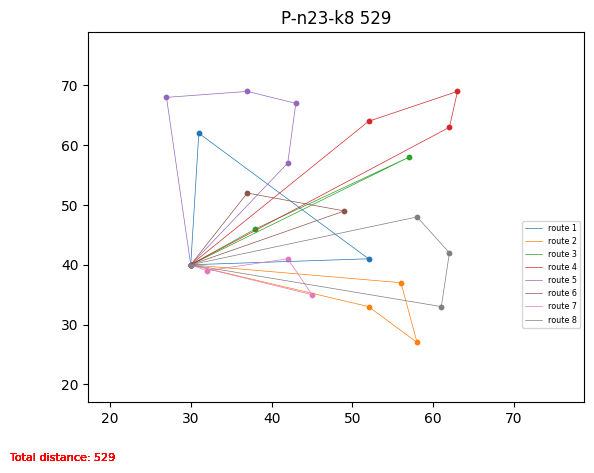 P-n23-k8 529
70
60
50
40
30
20
20
30
40
50
60
70
route 1
route 2
route 3
route 4
route 5
route 6
route 7
route 8
Total distance: 529